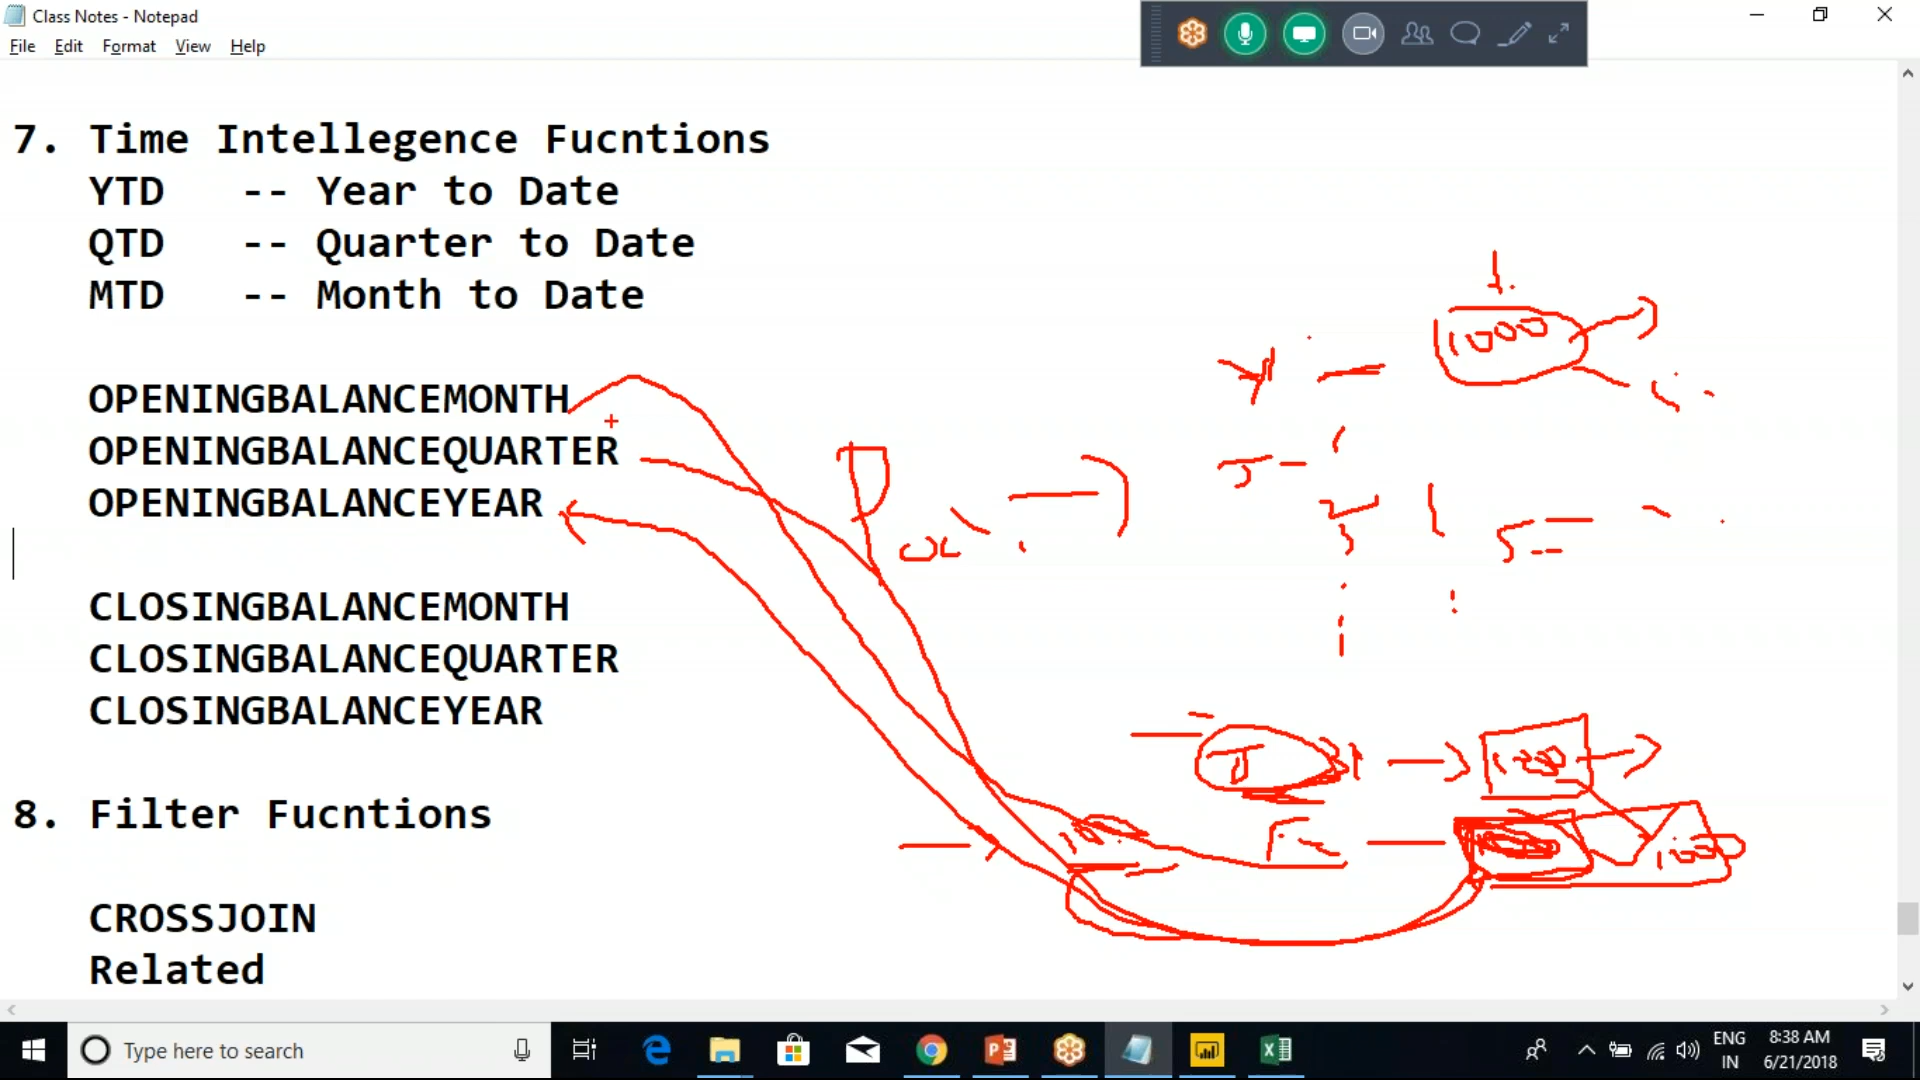 Class Notes - Notepad
File Edit Format View Help
7. Time Intellegence Fucntions
YTD -- Year to Date
QTD -- Quarter to Date
MTD -- Month to Date
OPENINGBALANCEMONTH
OPENINGBALANCEQUARTER
OPENINGBALANCEYEAR
CLOSINGBALANCEMONTH
CLOSINGBALANCEQUARTER
CLOSINGBALANCEYEAR
8. Filter Fucntions
CROSSJOIN
Related
1000
Type here to search
ENG
IN
8:38 AM
6/21/2018